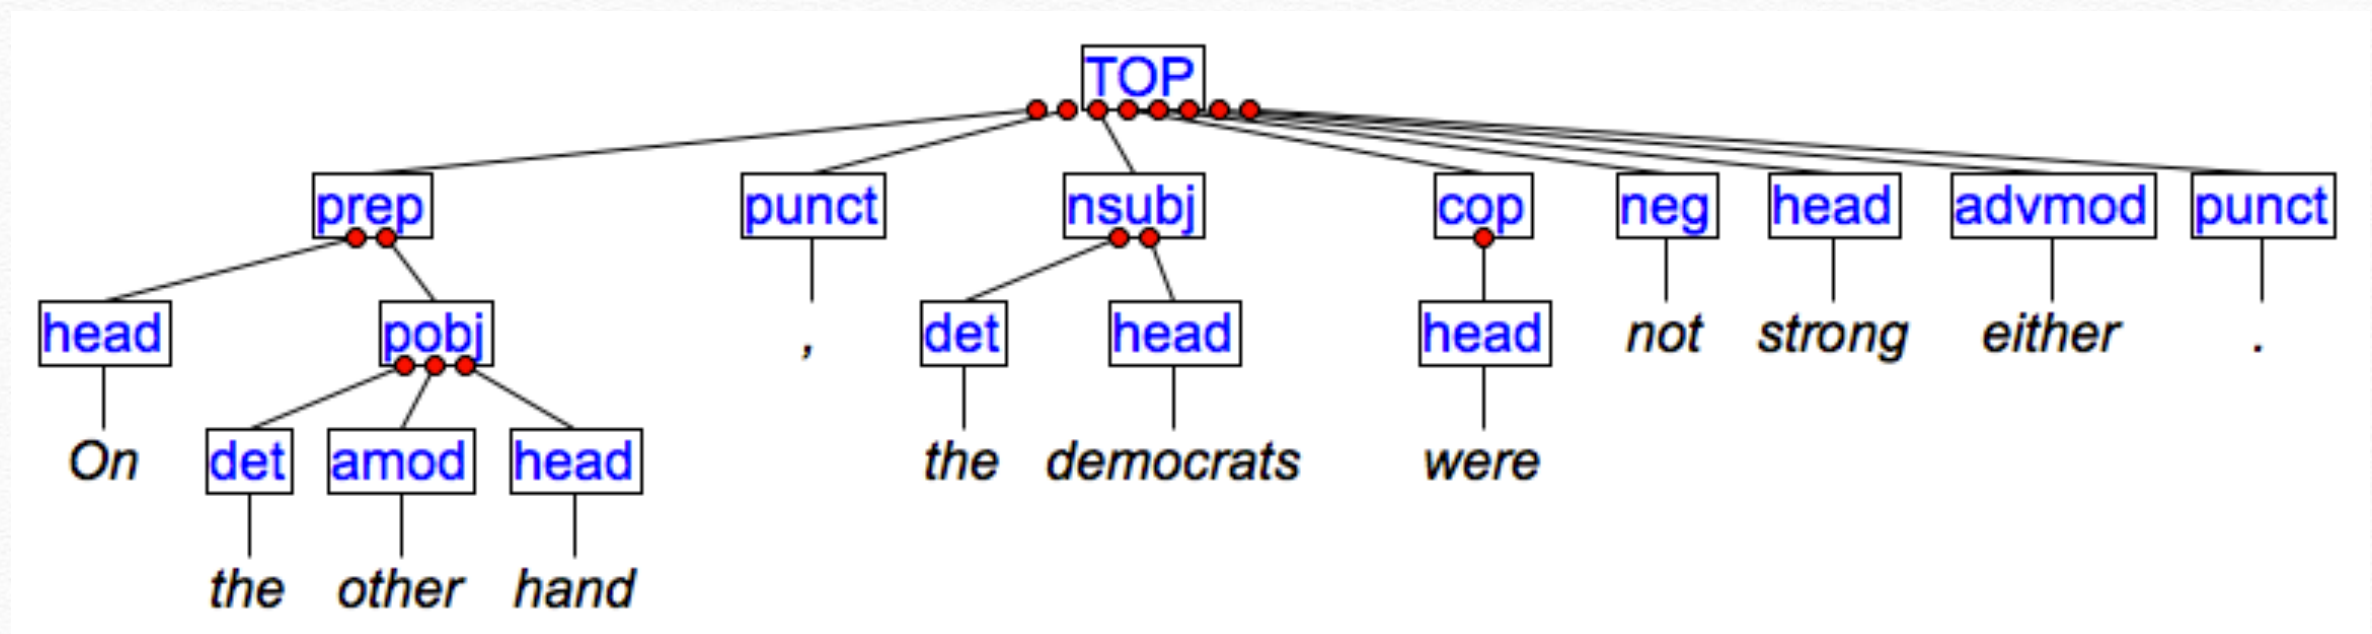 TOP
prep punct nsubj cop neg head advmod punct
head pobj , det head head not strong either .
On det amod head the democrats were
the other hand